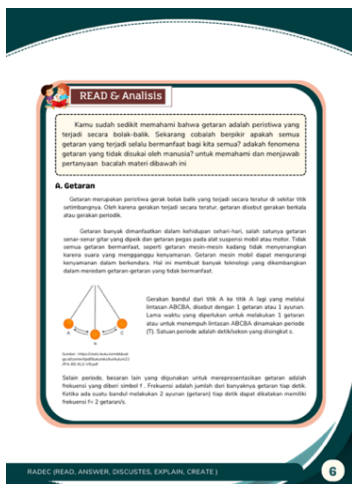 READ & Analisis
Kamu sudah sedikit memahami bahwa getaran adalah peristiwa yang
terjadi secara bolak-balik. Sekarang cobalah berpikir apakah semua
getaran yang terjadi selalu bermanfaat bagi kita semua? adakah fenomena
getaran yang tidak disukai oleh manusia? untuk memahami dan menjawab
pertanyaan bacalah materi dibawah ini
A. Getaran
Getaran merupakan peristiwa gerak bolak balik yang terjadi secara teratur di sekitar titik
setimbangnya. Oleh karena gerakan terjadi secara teratur, getaran disebut gerakan berkala
atau gerakan periodik.
Getaran banyak dimanfaatkan dalam kehidupan sehari-hari, salah satunya getaran
senar-senar gitar yang dipetik dan getaran pegas pada alat suspensi mobil atau motor. Tidak
semua getaran bermanfaat, seperti getaran mesin-mesin kadang tidak menyenangkan
karena suara yang mengganggu kenyamanan. Getaran mesin mobil dapat mengurangi
kenyamanan dalam berkendara. Hal ini membuat banyak teknologi yang dikembangkan
dalam meredam getaran-getaran yang tidak bermanfaat.
Gerakan bandul dari titik A ke titik A lagi yang melalui
lintasan ABCBA, disebut dengan 1 getaran atau 1 ayunan.
Lama waktu yang diperlukan untuk melakukan 1 getaran
atau untuk menempuh lintasan ABCBA dinamakan periode
(T). Satuan periode adalah detik/sekon yang disingkat s.
A
B
C
Selain periode, besaran lain yang digunakan untuk merepresentasikan getaran adalah
frekuensi yang diberi simbol f . Frekuensi adalah jumlah dari banyaknya getaran tiap detik.
Ketika ada suatu bandul melakukan 2 ayunan (getaran) tiap detik dapat dikatakan memiliki
frekuensi f= 2 getaran/s.
RADEC (READ, ANSWER, DISCUSTES, EXPLAIN, CREATE )
6